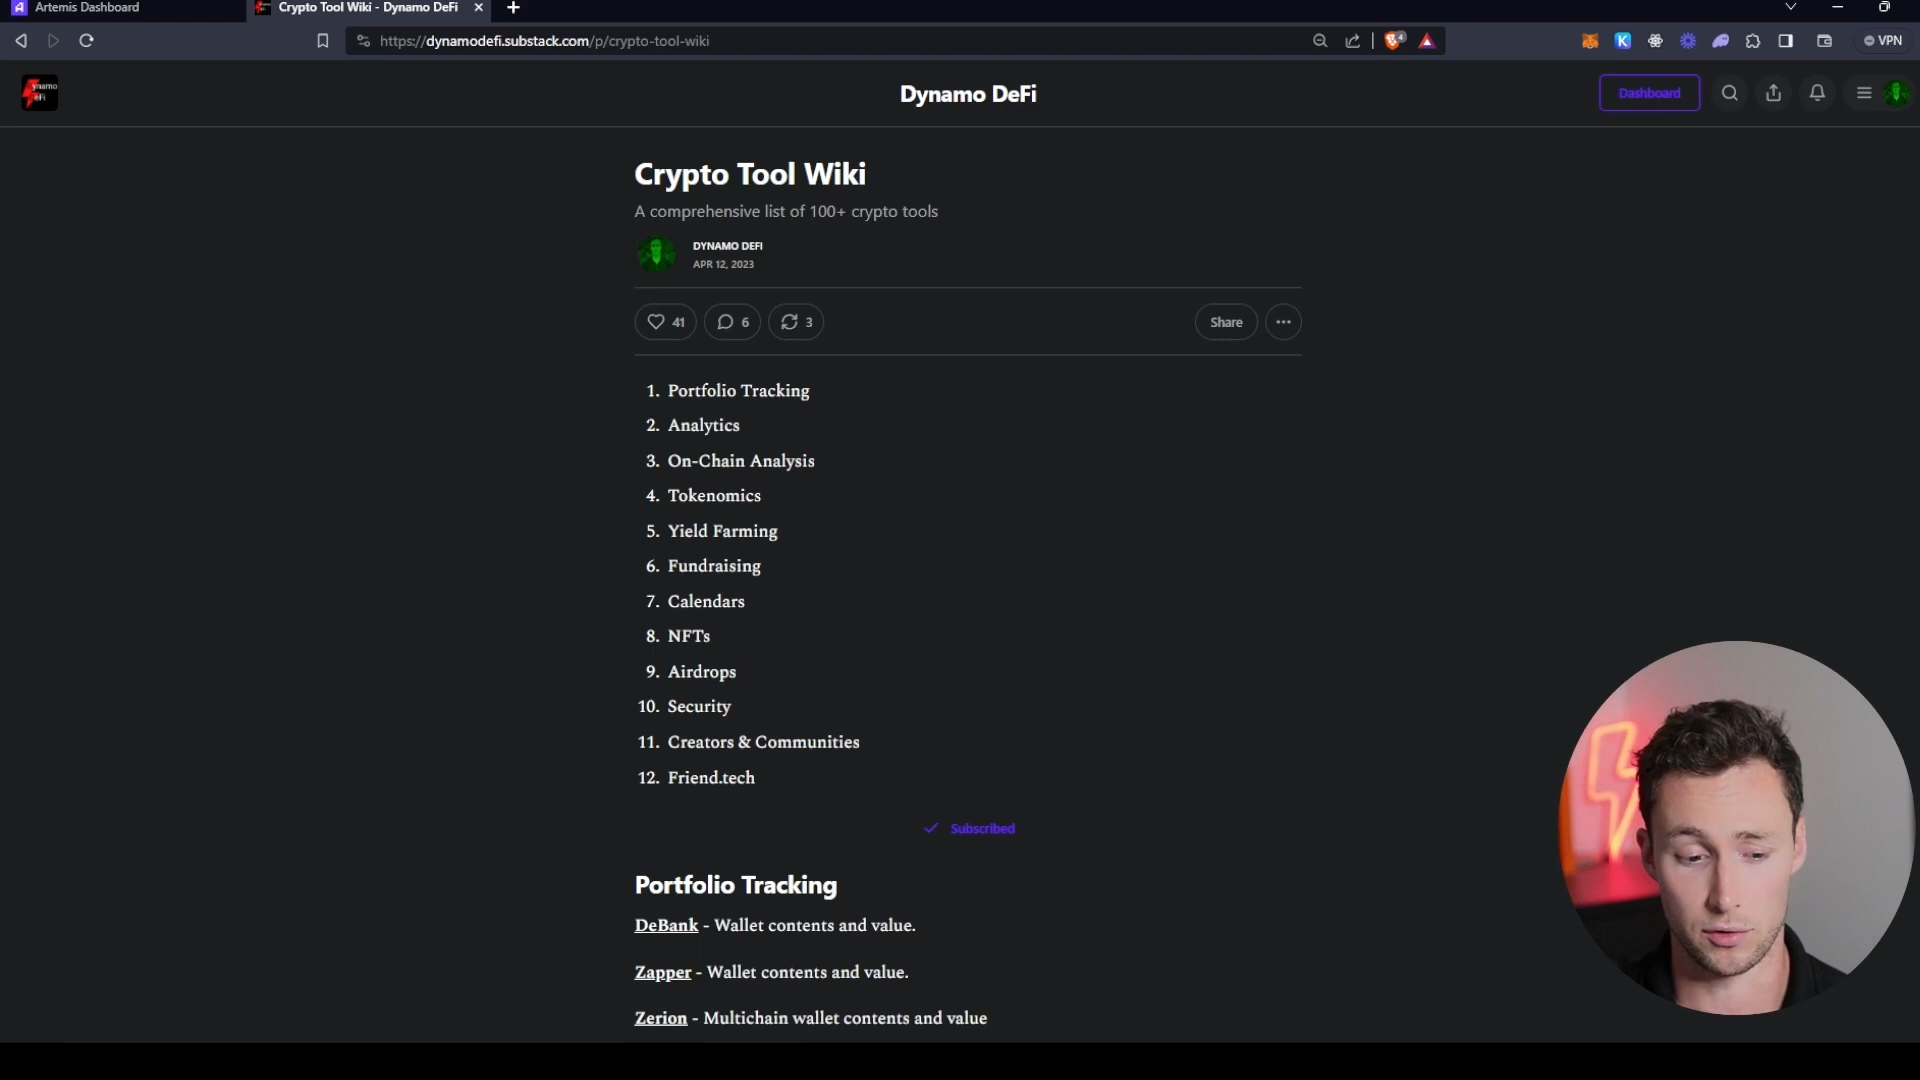 Artemis Dashboard
Crypto Tool Wiki - Dynamo DeFi
https://dynamodefi.substack.com/p/crypto-tool-wiki
4
VPN
ynamo
eFi
Dynamo DeFi
Dashboard
Crypto Tool Wiki
A comprehensive list of 100+ crypto tools
DYNAMO DEFI
APR 12, 2023
41
6
3
Share
1. Portfolio Tracking
2. Analytics
3. On-Chain Analysis
4. Tokenomics
5. Yield Farming
6. Fundraising
7. Calendars
8. NFTs
9. Airdrops
10. Security
11. Creators & Communities
12. Friend.tech
Subscribed
Portfolio Tracking
DeBank - Wallet contents and value.
Zapper - Wallet contents and value.
Zerion - Multichain wallet contents and value